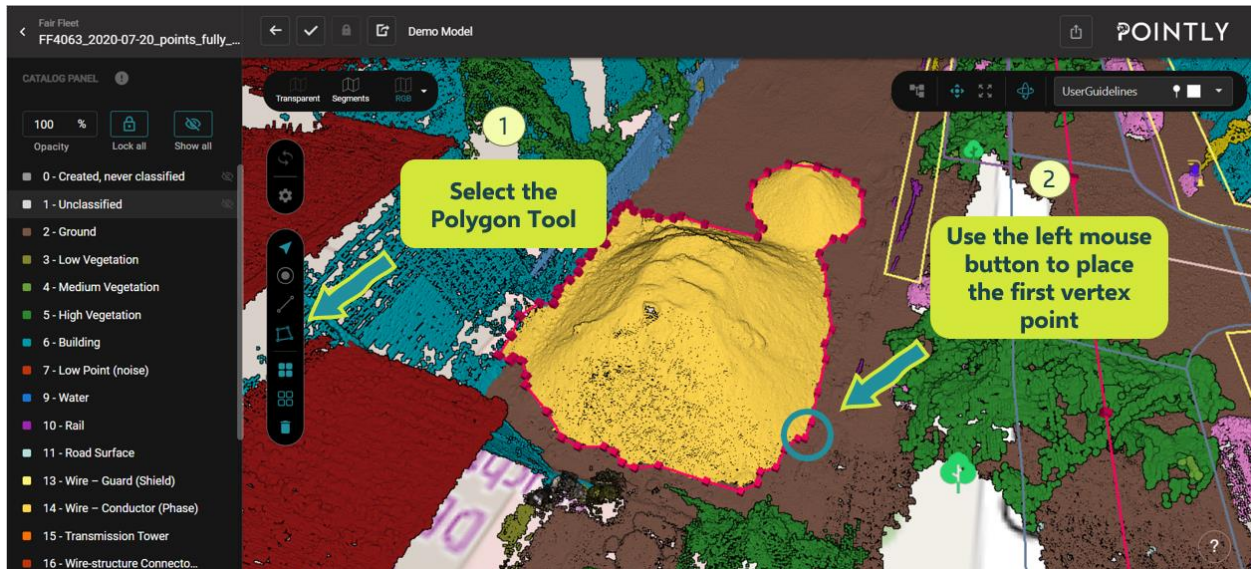 Fair Fleet
FF4063_2020-07-20_points_fully_...
Demo Model
POINTLY
CATALOG PANEL
Transparent
Segments
RGB
UserGuidelines
100 %
Opacity
Lock all
Show all
0 - Created, never classified
1 - Unclassified
2 - Ground
3 - Low Vegetation
4 - Medium Vegetation
5 - High Vegetation
6 - Building
7 - Low Point (noise)
9 - Water
10 - Rail
11 - Road Surface
13 - Wire – Guard (Shield)
14 - Wire – Conductor (Phase)
15 - Transmission Tower
16 - Wire-structure Connecto...
1
Select the
Polygon Tool
2
Use the left mouse
button to place
the first vertex
point
?